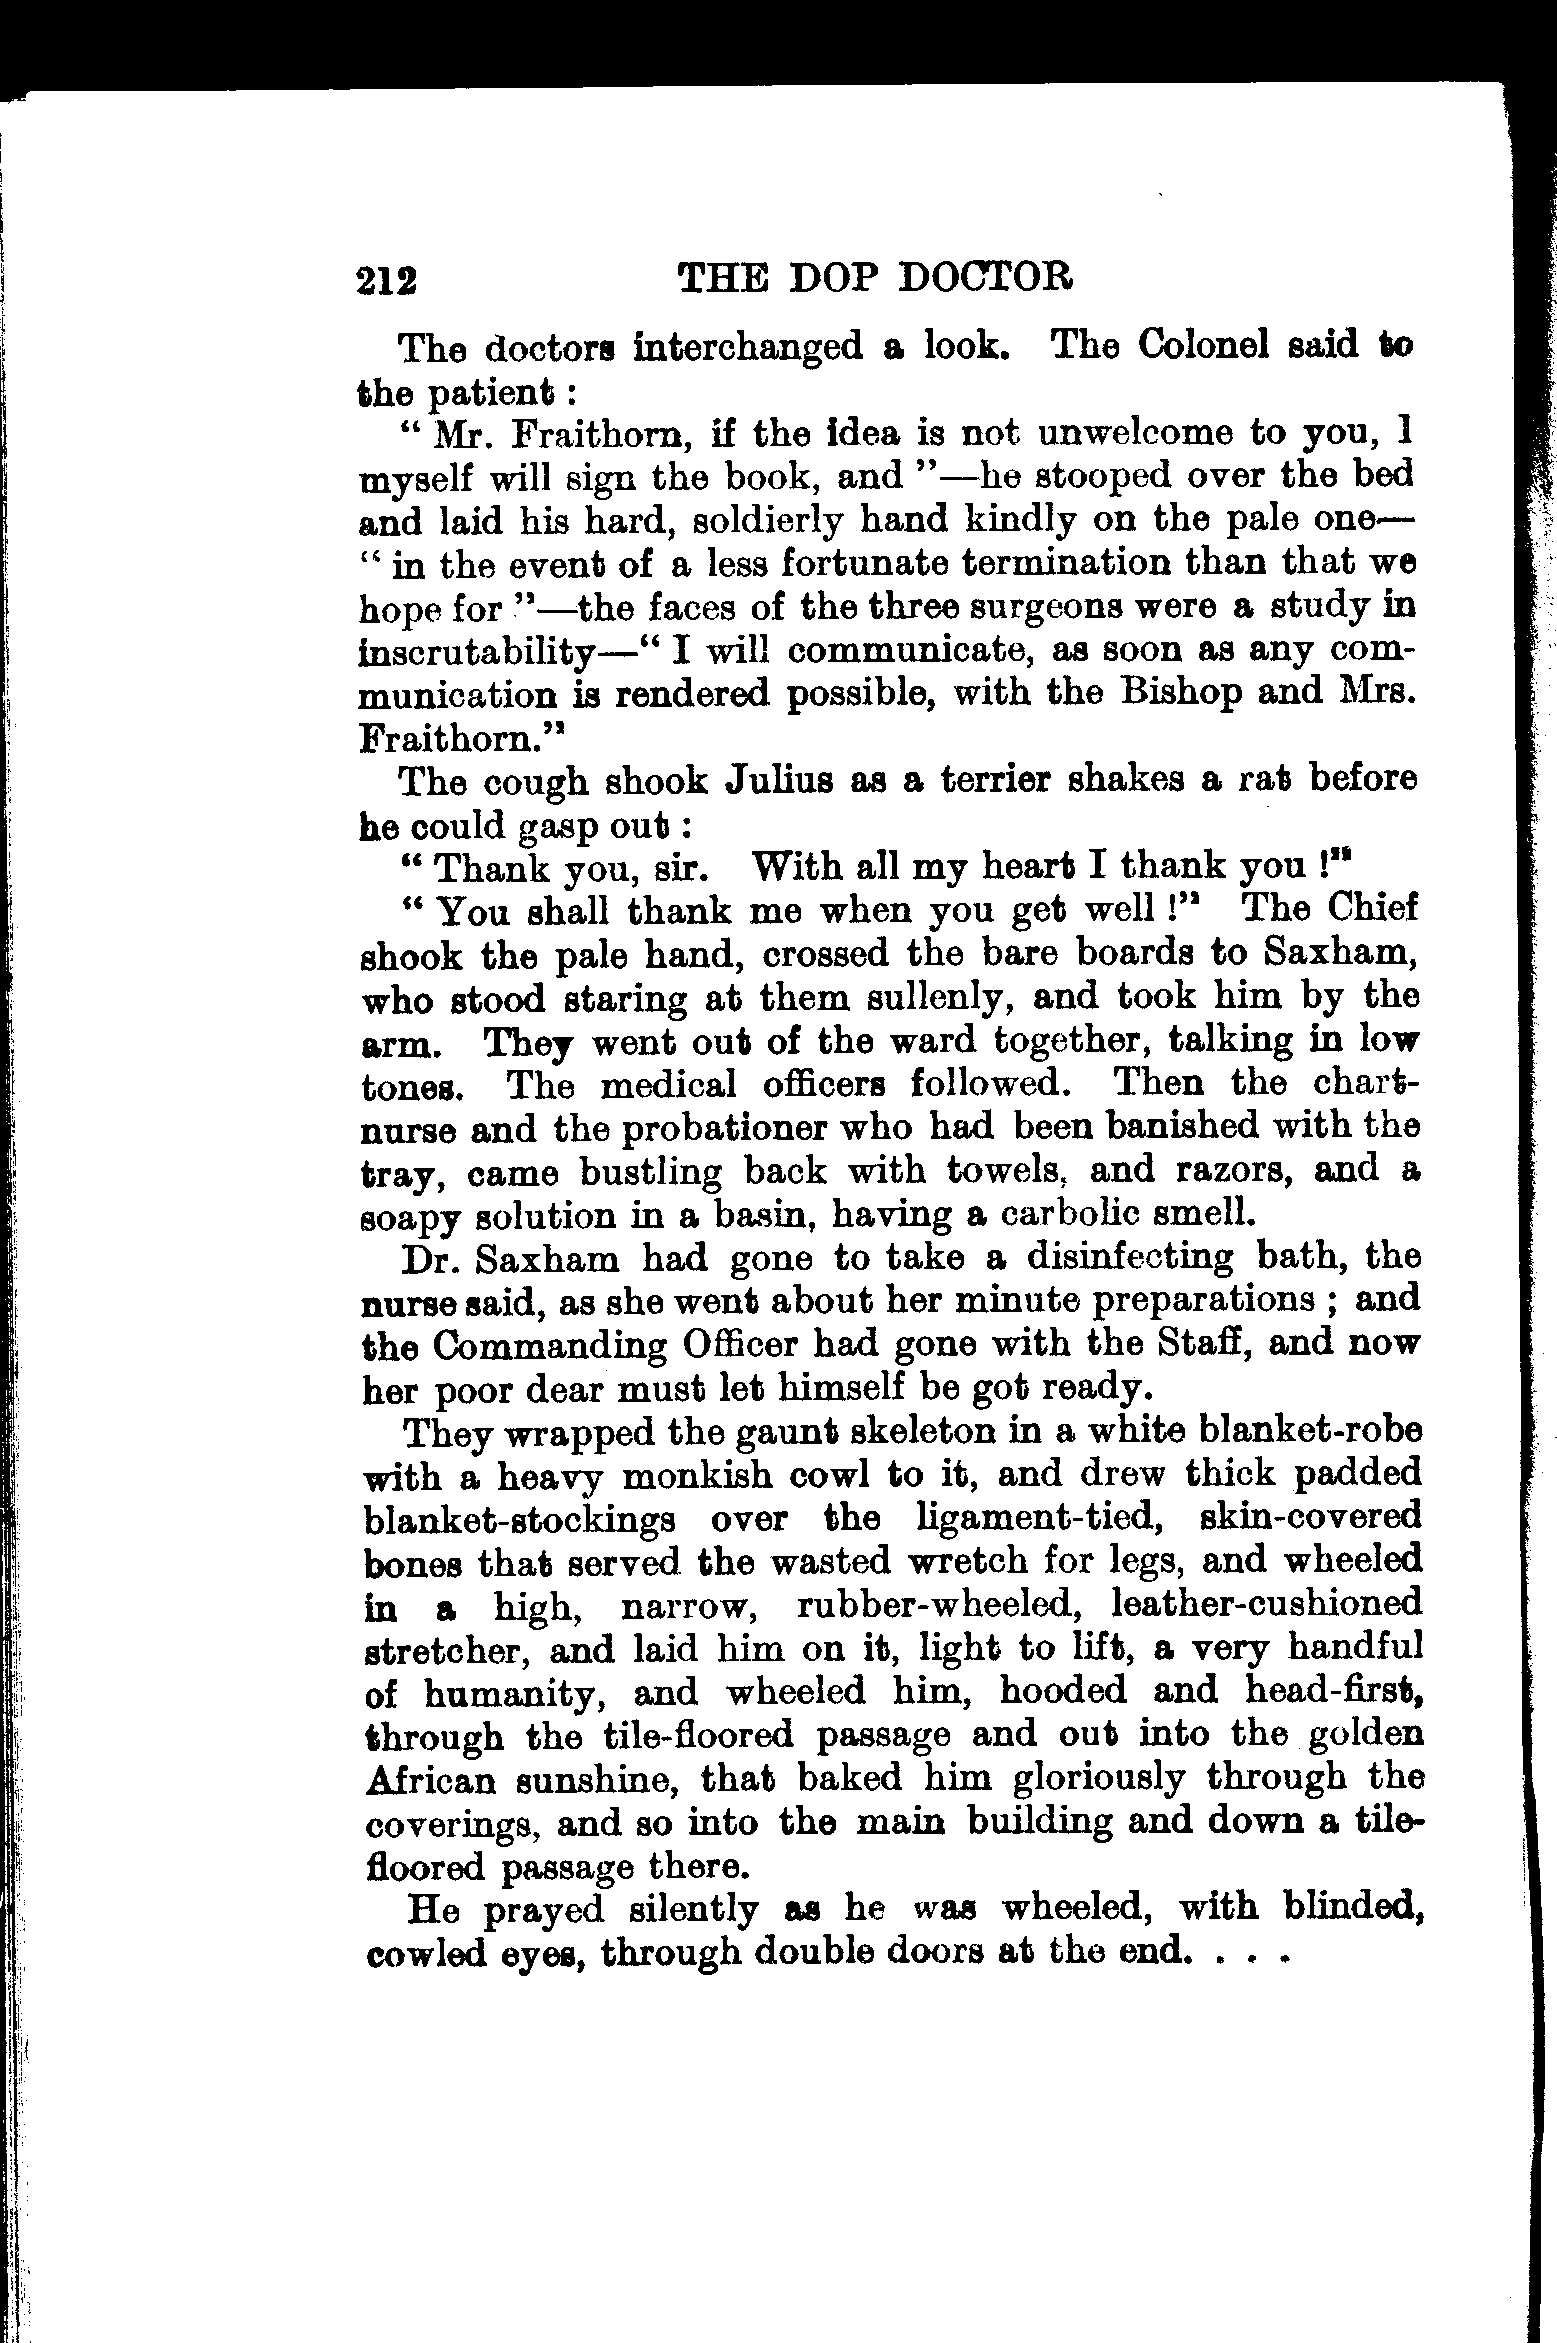 212 THE DOP DOCTOR
The doctors interchanged a look. The Colonel said to
the patient :
“ Mr. Fraithorn, if the idea is not unwelcome to you, I
myself will sign the book, and ”—he stooped over the bed
and laid his hard, soldierly hand kindly on the pale one—
“ in the event of a less fortunate termination than that we
hope for ”—the faces of the three surgeons were a study in
inscrutability—“ I will communicate, as soon as any com-
munication is rendered possible, with the Bishop and Mrs.
Fraithorn.”
The cough shook Julius as a terrier shakes a rat before
he could gasp out :
“ Thank you, sir. With all my heart I thank you !”
“ You shall thank me when you get well !” The Chief
shook the pale hand, crossed the bare boards to Saxham,
who stood staring at them sullenly, and took him by the
arm. They went out of the ward together, talking in low
tones. The medical officers followed. Then the chart-
nurse and the probationer who had been banished with the
tray, came bustling back with towels, and razors, and a
soapy solution in a basin, having a carbolic smell.
Dr. Saxham had gone to take a disinfecting bath, the
nurse said, as she went about her minute preparations ; and
the Commanding Officer had gone with the Staff, and now
her poor dear must let himself be got ready.
They wrapped the gaunt skeleton in a white blanket-robe
with a heavy monkish cowl to it, and drew thick padded
blanket-stockings over the ligament-tied, skin-covered
bones that served the wasted wretch for legs, and wheeled
in a high, narrow, rubber-wheeled, leather-cushioned
stretcher, and laid him on it, light to lift, a very handful
of humanity, and wheeled him, hooded and head-first,
through the tile-floored passage and out into the golden
African sunshine, that baked him gloriously through the
coverings, and so into the main building and down a tile-
floored passage there.
He prayed silently as he was wheeled, with blinded,
cowled eyes, through double doors at the end. . . .